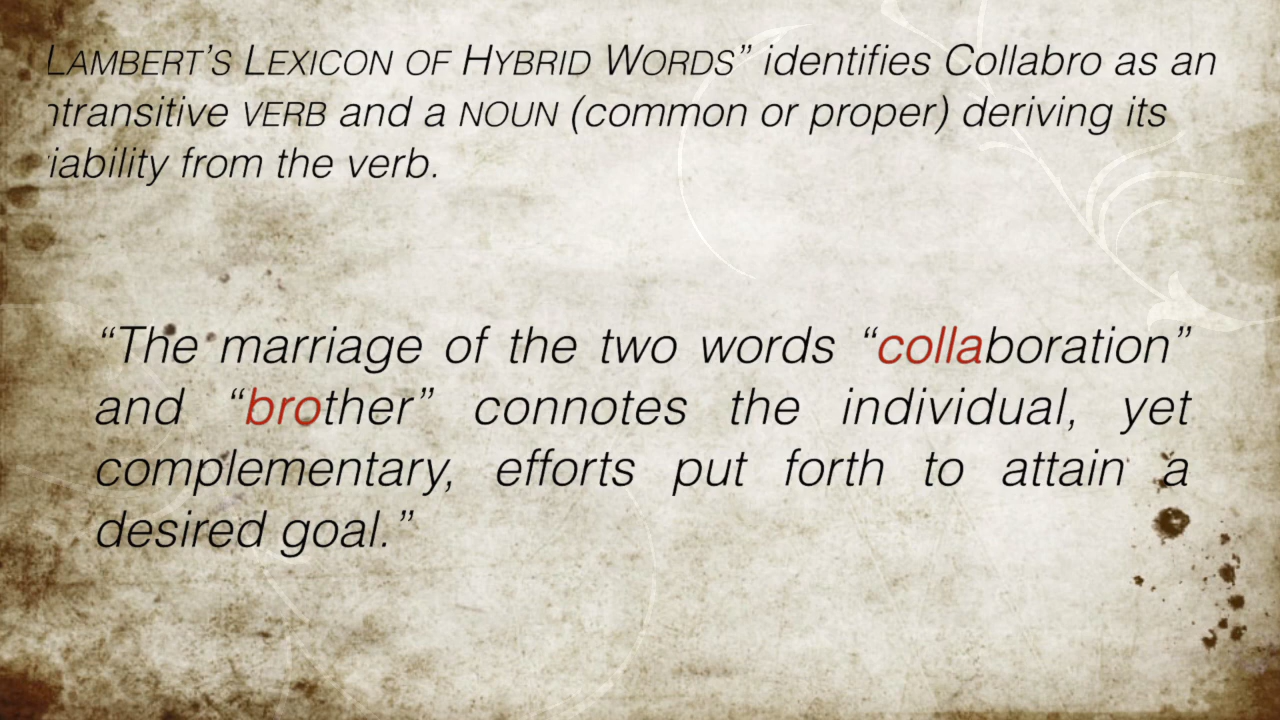 LAMBERT'S LEXICON OF HYBRID WORDS” identifies Collabro as an
ntransitive VERB and a NOUN (common or proper) deriving its
iability from the verb.
“The marriage of the two words “collaboration”
and “brother” connotes the individual, yet
complementary, efforts put forth to attain a
desired goal.”